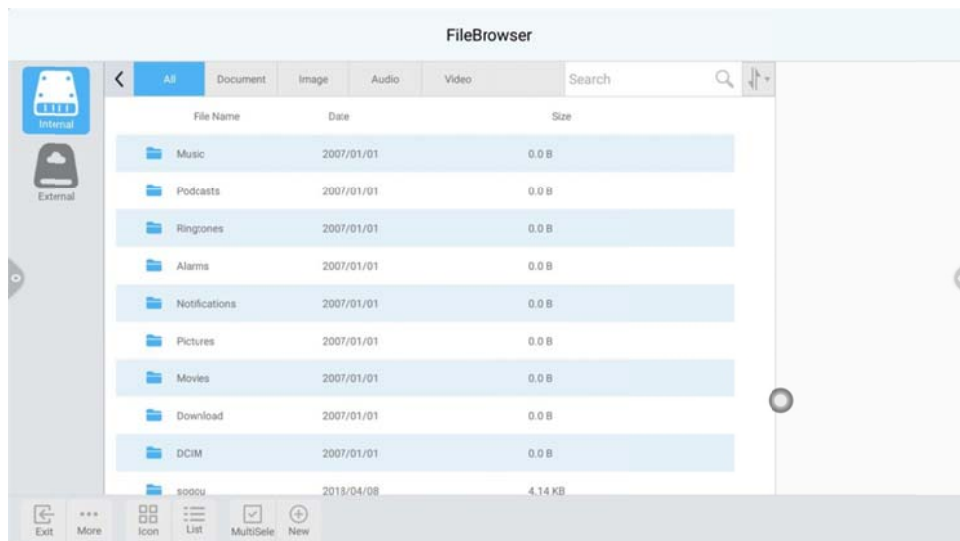 FileBrowser
All Document Image Audio Video Search
Internal
External
File Name Date Size
Music 2007/01/01 0.0 B
Podcasts 2007/01/01 0.0 B
Ringtones 2007/01/01 0.0 B
Alarms 2007/01/01 0.0 B
Notifications 2007/01/01 0.0 B
Pictures 2007/01/01 0.0 B
Movies 2007/01/01 0.0 B
Download 2007/01/01 0.0 B
DCIM 2007/01/01 0.0 B
sogou 2018/04/08 4.14 KB
Exit More Icon List MultiSele New